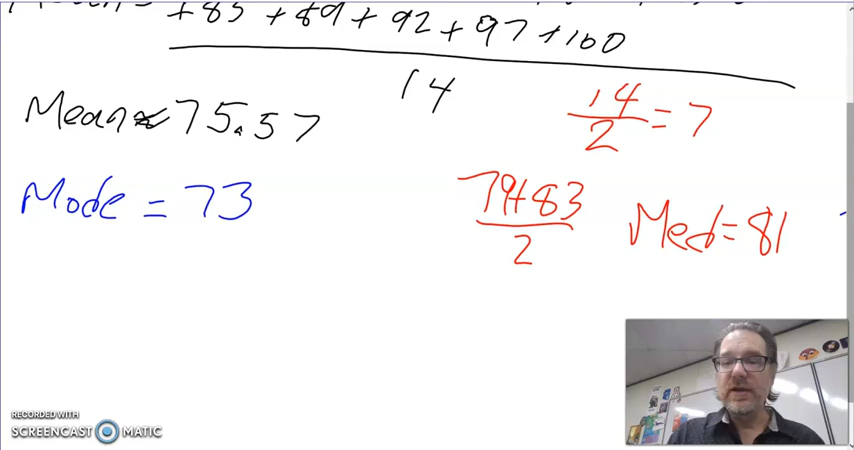 +85 + 89 + 92 + 97 + 100
14
Mean ≈ 75.57
14/2 = 7
Mode = 73
79+83/2
Med = 81
RECORDED WITH
SCREENCAST MATIC